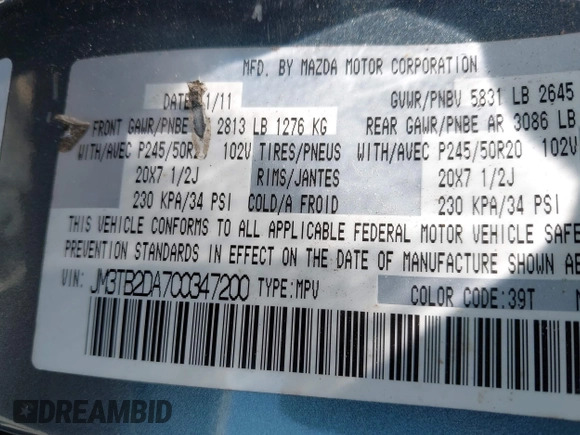 MFD. BY MAZDA MOTOR CORPORATION
DATE 1/11 GVWR/PNBV 5831 LB 2645
FRONT GAWR/PNBE 2813 LB 1276 KG REAR GAWR/PNBE AR 3086 LB
WITH/AVEC P245/50R20 102V TIRES/PNEUS WITH/AVEC P245/50R20 102V
20X7 1/2J RIMS/JANTES 20X7 1/2J
230 KPA/34 PSI COLD/A FROID 230 KPA/34 PSI
THIS VEHICLE CONFORMS TO ALL APPLICABLE FEDERAL MOTOR VEHICLE SAFE
PREVENTION STANDARDS IN EFFECT ON THE DATE OF MANUFACTURE SHOWN AB
VIN: JM3TB2DA7C0347200 TYPE:MPV COLOR CODE:39T
DREAMBID